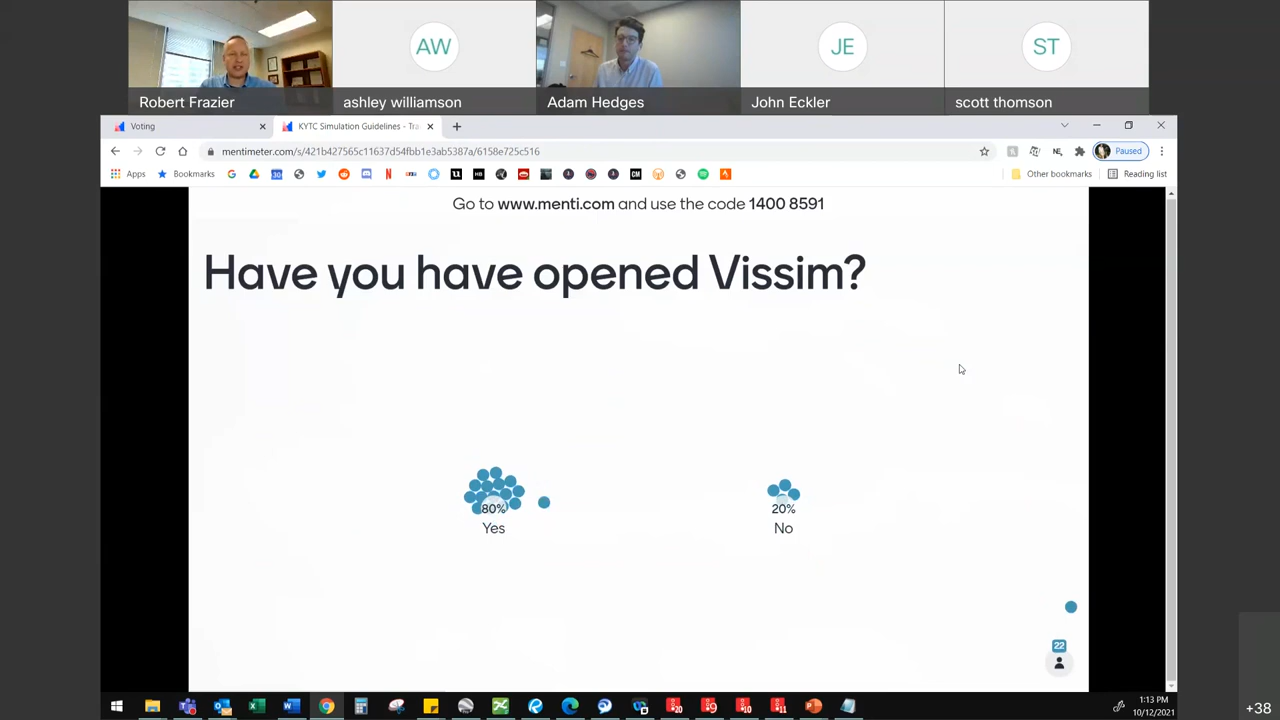 AW
JE
ST
Robert Frazier
ashley williamson
Adam Hedges
John Eckler
scott thomson
Voting
KYTC Simulation Guidelines - Tra
mentimeter.com/s/421b427565c11637d54fbb1e3ab5387a/6158e725c516
Paused
Apps
Bookmarks
Other bookmarks
Reading list
Go to www.menti.com and use the code 1400 8591
Have you have opened Vissim?
80%
Yes
20%
No
22
1:13 PM
10/12/2021
+38